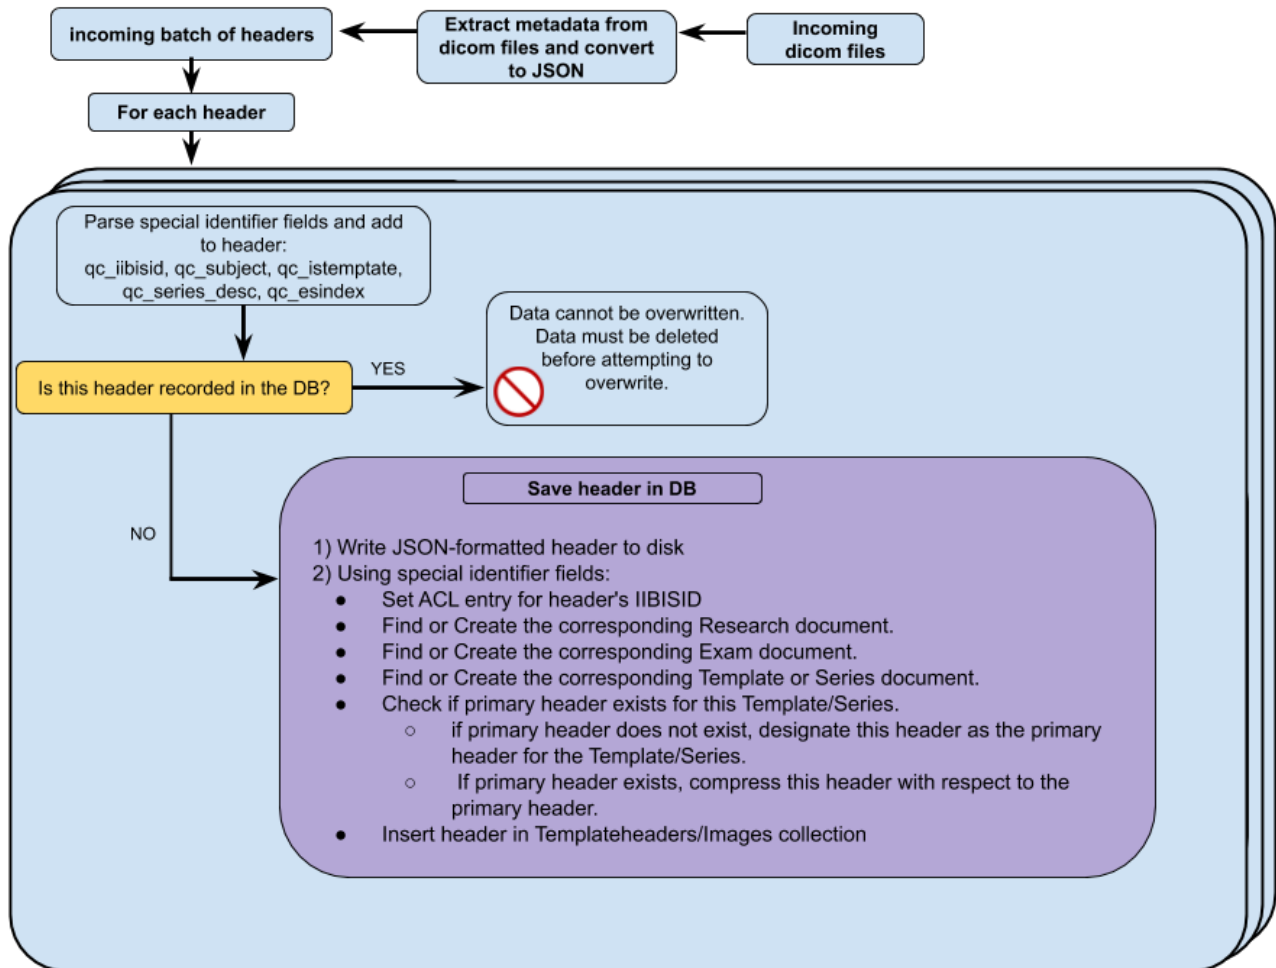 Incoming
dicom files
Extract metadata from
dicom files and convert
to JSON
incoming batch of headers
For each header
Parse special identifier fields and add
to header:
qc_iibisid, qc_subject, qc_istemptate,
qc_series_desc, qc_esindex
Is this header recorded in the DB?
YES
Data cannot be overwritten.
Data must be deleted
before attempting to
overwrite.
NO
Save header in DB
1) Write JSON-formatted header to disk
2) Using special identifier fields:
● Set ACL entry for header's IIBISID
● Find or Create the corresponding Research document.
● Find or Create the corresponding Exam document.
● Find or Create the corresponding Template or Series document.
● Check if primary header exists for this Template/Series.
○ if primary header does not exist, designate this header as the primary
header for the Template/Series.
○ If primary header exists, compress this header with respect to the
primary header.
● Insert header in Templateheaders/Images collection